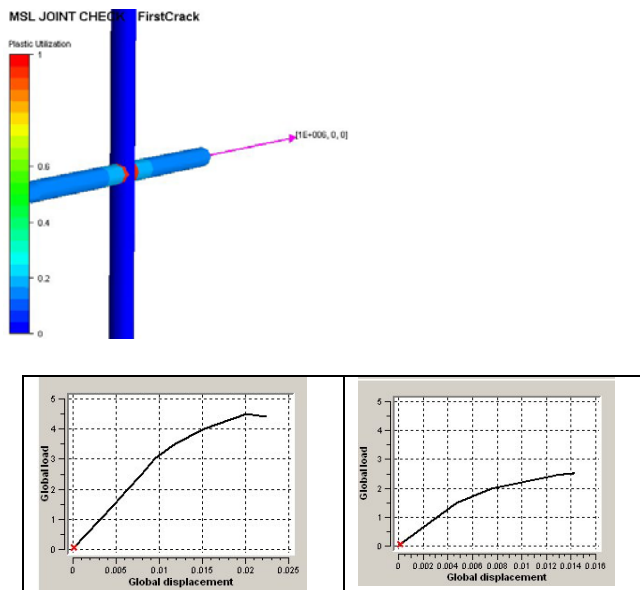 MSL JOINT CHECK FirstCrack
Plastic Utilization
1
0.6
0.4
0.2
0
[1E+006, 0, 0]
Global load
5
4
3
2
1
0
0 0.005 0.01 0.015 0.02 0.025
Global displacement
Global load
5
4
3
2
1
0
0 0.002 0.004 0.006 0.008 0.01 0.012 0.014 0.016
Global displacement